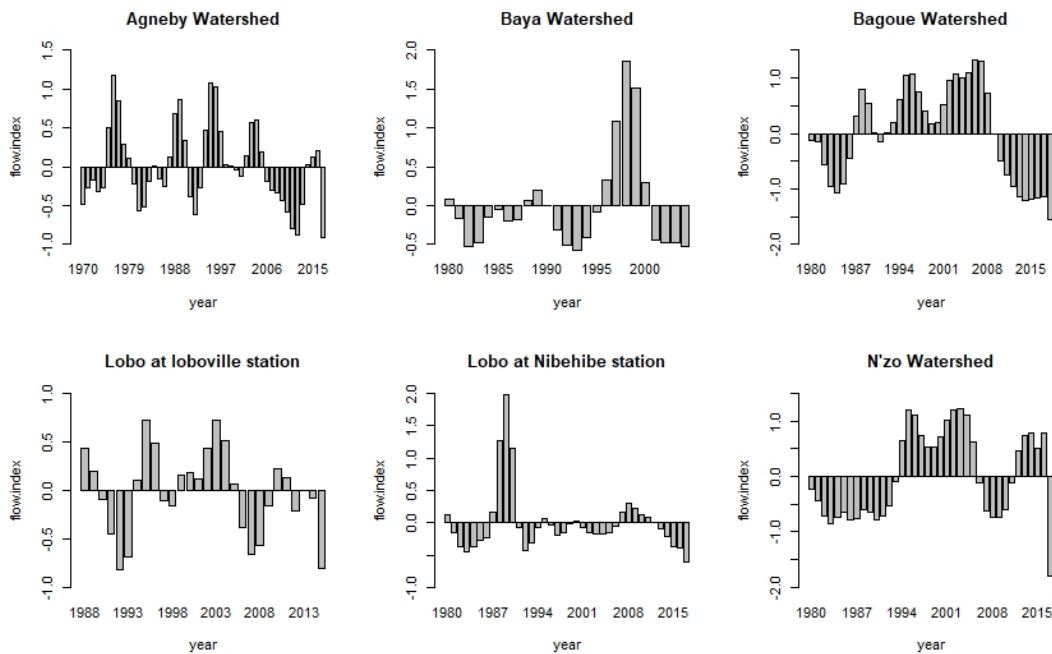 Agneby Watershed
flow.index
1.5
1.0
0.5
0.0
-0.5
-1.0
1970 1979 1988 1997 2006 2015
year
Baya Watershed
flow.index
2.0
1.5
1.0
0.5
0.0
-0.5
1980 1985 1990 1995 2000
year
Bagoue Watershed
flow.index
1.0
0.0
-1.0
-2.0
1980 1987 1994 2001 2008 2015
year
Lobo at loboville station
flow.index
1.0
0.5
0.0
-0.5
-1.0
1988 1993 1998 2003 2008 2013
year
Lobo at Nibehibe station
flow.index
2.0
1.5
1.0
0.0
-1.0
1980 1987 1994 2001 2008 2015
year
N'zo Watershed
flow.index
1.0
0.0
-1.0
-2.0
1980 1987 1994 2001 2008 2015
year